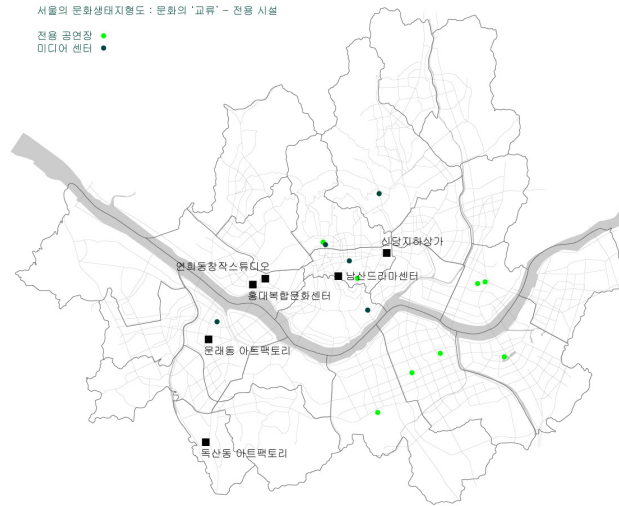 서울의 문화생태지형도 : 문화의 '교류' - 전용 시설
전용 공연장
미디어 센터
신당지하상가
연희동창작스튜디오
남산드라마센터
홍대복합문화센터
문래동 아트팩토리
독산동 아트팩토리